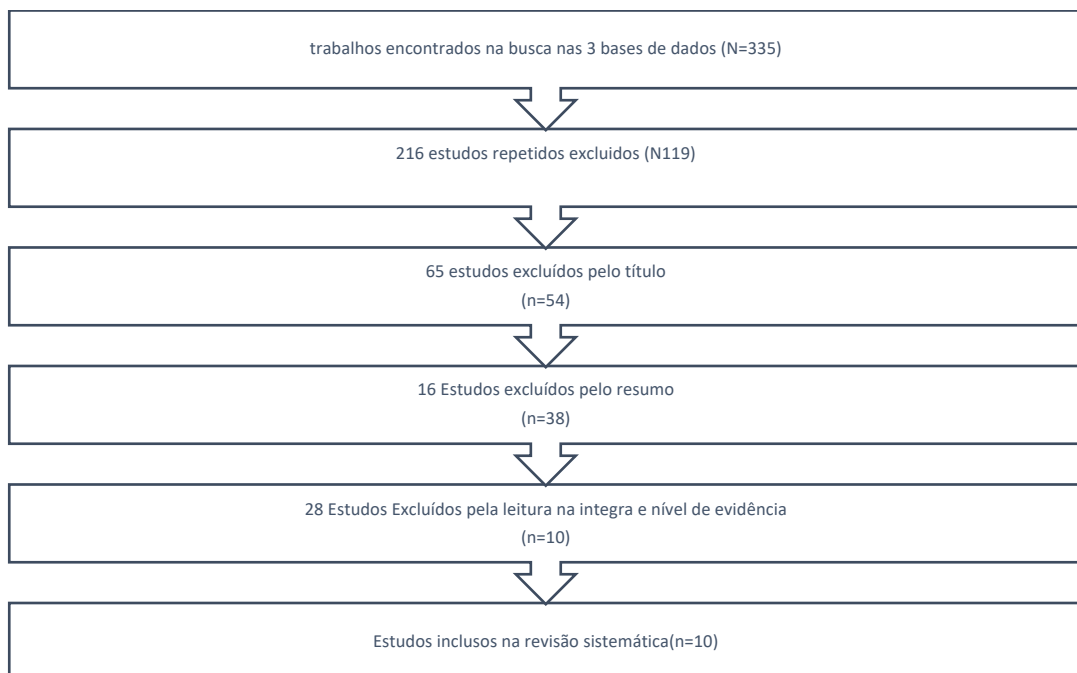 trabalhos encontrados na busca nas 3 bases de dados (N=335)
216 estudos repetidos excluidos (N119)
65 estudos excluídos pelo título
(n=54)
16 Estudos excluídos pelo resumo
(n=38)
28 Estudos Excluídos pela leitura na integra e nível de evidência
(n=10)
Estudos inclusos na revisão sistemática(n=10)